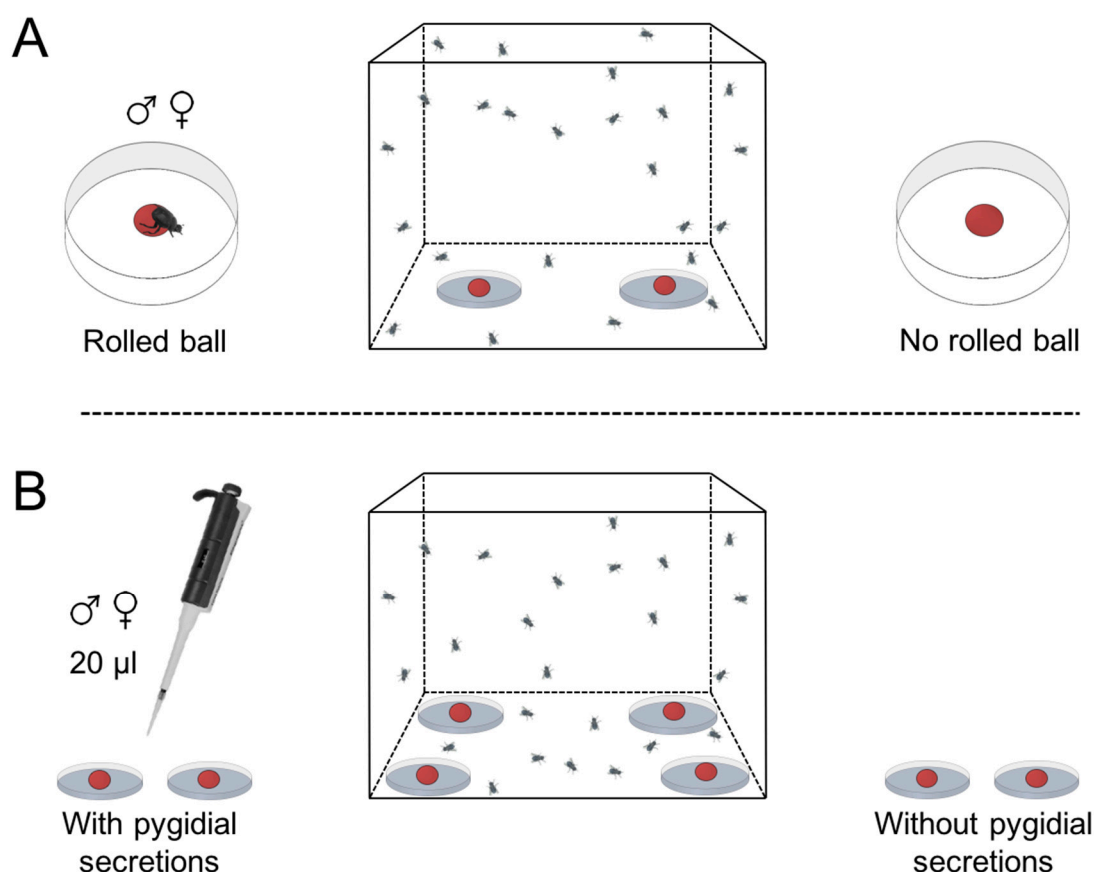 A
♂ ♀
Rolled ball
No rolled ball
B
♂ ♀
20 µl
With pygidial
secretions
Without pygidial
secretions